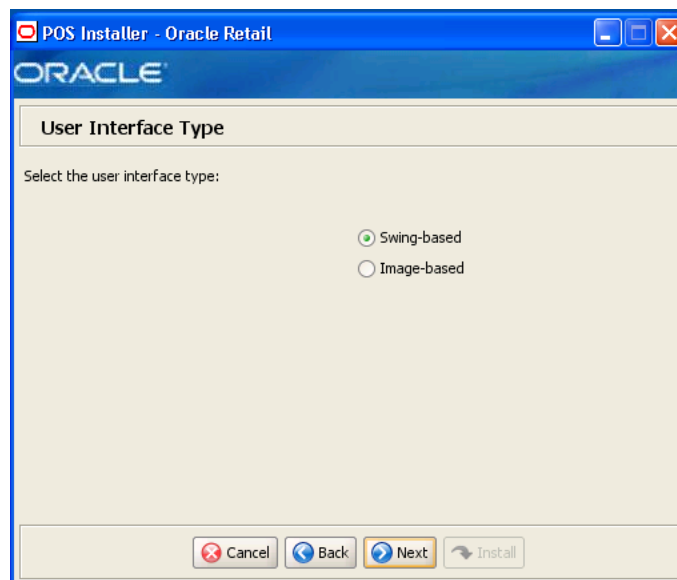 POS Installer - Oracle Retail
ORACLE
User Interface Type
Select the user interface type:
Swing-based
Image-based
Cancel Back Next Install